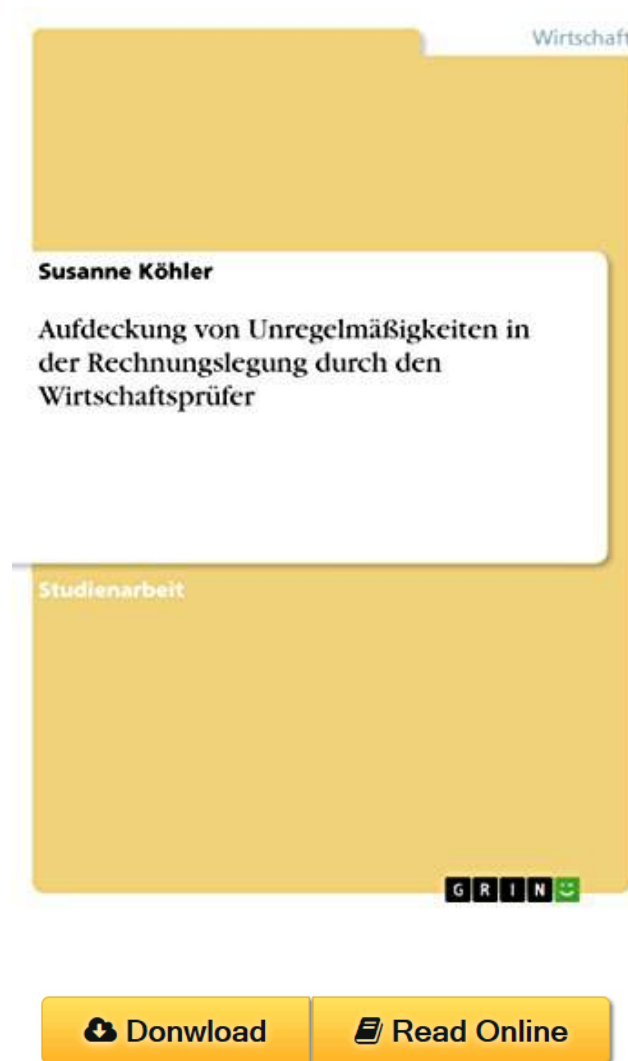 Wirtschaft
Susanne Köhler
Aufdeckung von Unregelmäßigkeiten in
der Rechnungslegung durch den
Wirtschaftsprüfer
Studienarbeit
GRIN
Donwload
Read Online